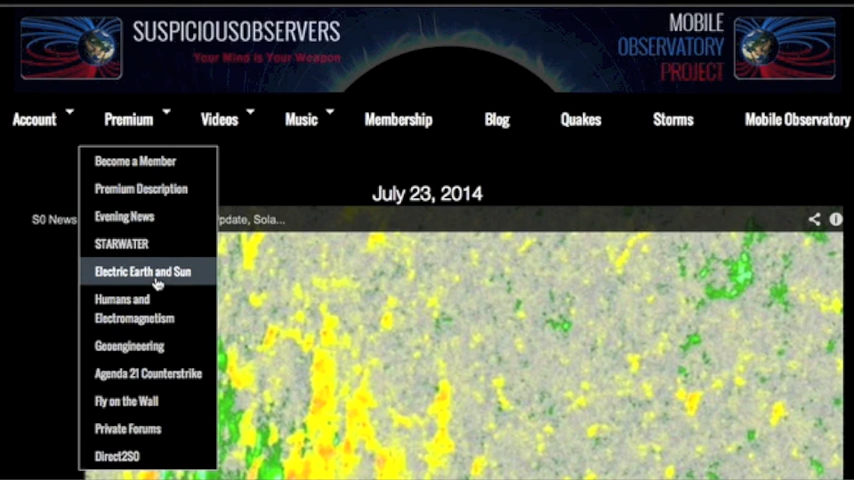 SUSPICIOUSOBSERVERS
Your Mind Is Your Weapon
MOBILE
OBSERVATORY
PROJECT
Account
Premium
Videos
Music
Membership
Blog
Quakes
Storms
Mobile Observatory
Become a Member
Premium Description
Evening News
STARWATER
Electric Earth and Sun
Humans and
Electromagnetism
Geoengineering
Agenda 21 Counterstrike
Fly on the Wall
Private Forums
Direct2S0
July 23, 2014
S0 News
pdate, Sola...